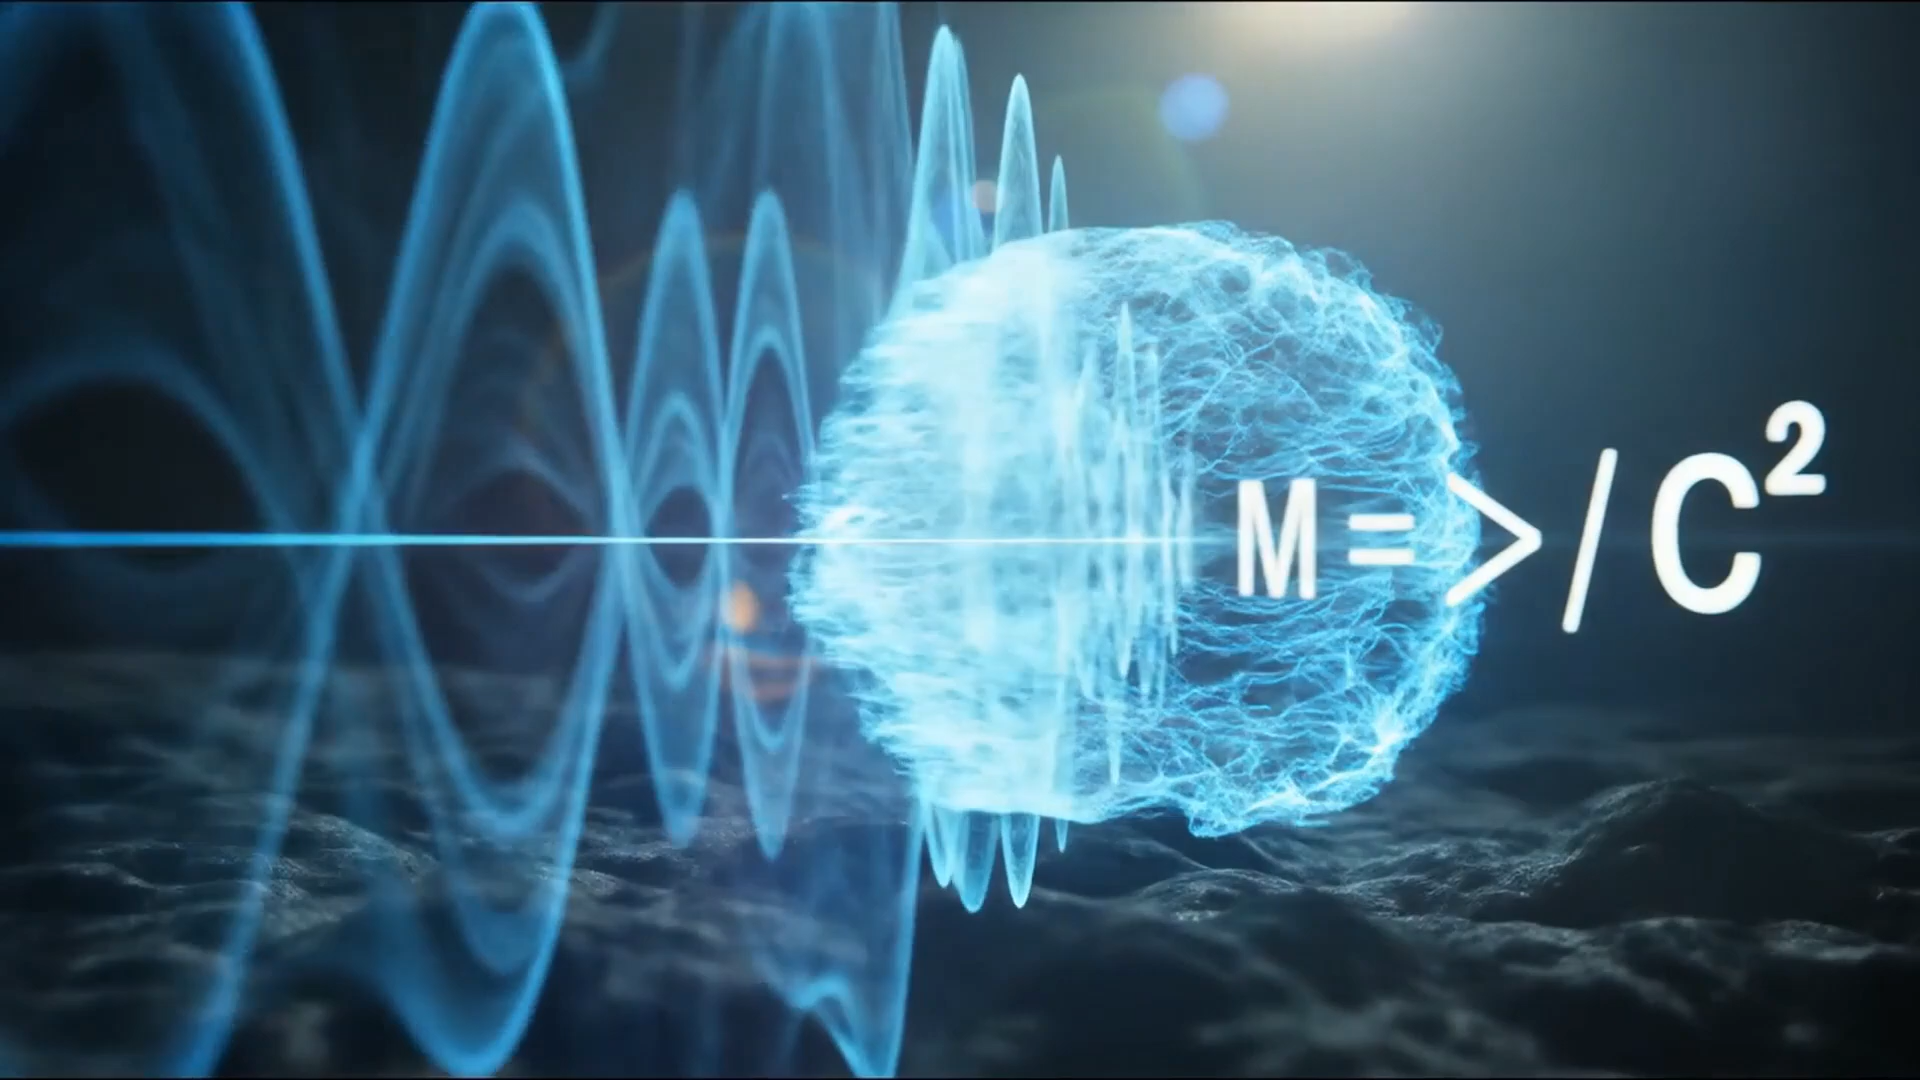 M = > / C²